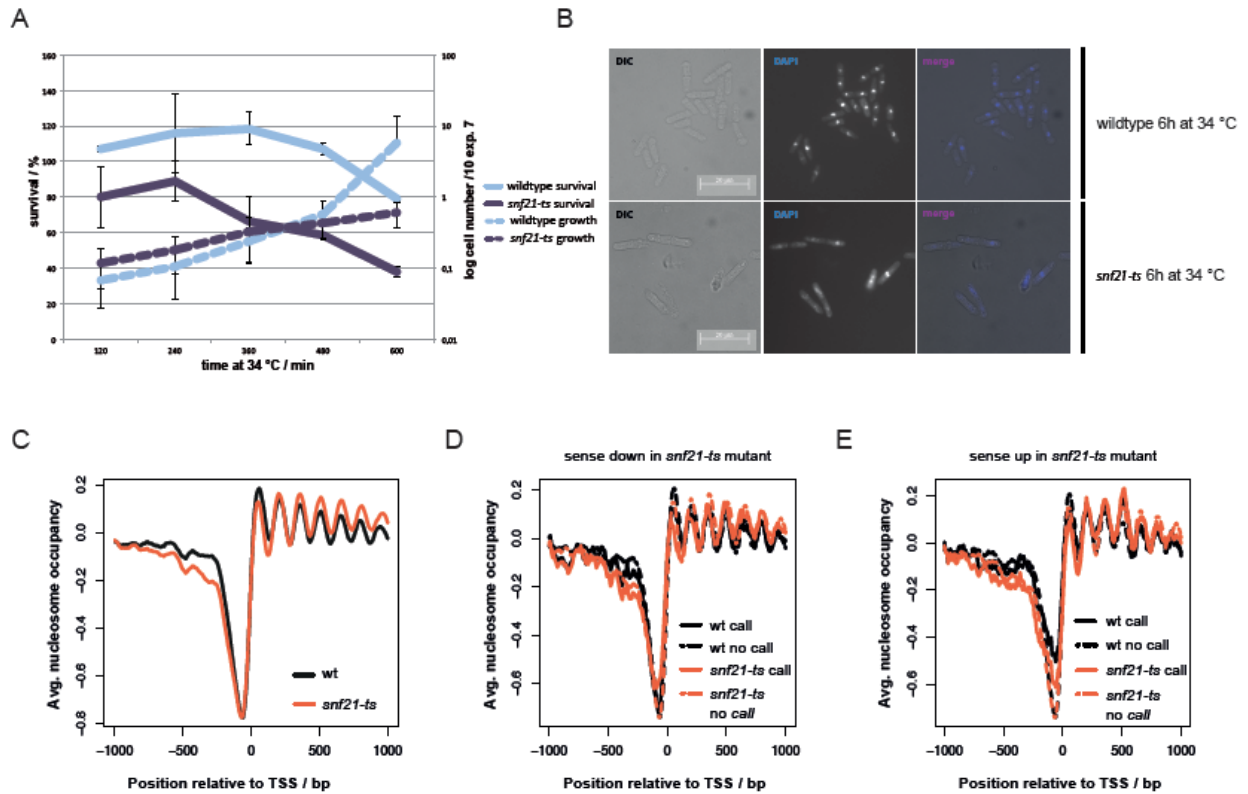 A
160
140
120
100
80
60
40
20
0
survival / %
100
10
1
0,1
0,01
log cell number /10 exp. 7
120
240
360
480
600
time at 34 °C / min
wildtype survival
snf21-ts survival
wildtype growth
snf21-ts growth
B
DIC
DAPI
merge
wildtype 6h at 34 °C
DIC
DAPI
merge
snf21-ts 6h at 34 °C
C
Avg. nucleosome occupancy
0.2
0.0
−0.2
−0.4
−0.6
−0.8
wt
snf21-ts
−1000
−500
0
500
1000
Position relative to TSS / bp
D
sense down in snf21-ts mutant
Avg. nucleosome occupancy
0.2
0.0
−0.2
−0.4
−0.6
wt call
wt no call
snf21-ts call
snf21-ts
no call
−1000
−500
0
500
1000
Position relative to TSS / bp
E
sense up in snf21-ts mutant
Avg. nucleosome occupancy
0.2
0.0
−0.2
−0.4
−0.6
wt call
wt no call
snf21-ts call
snf21-ts
no call
−1000
−500
0
500
1000
Position relative to TSS / bp